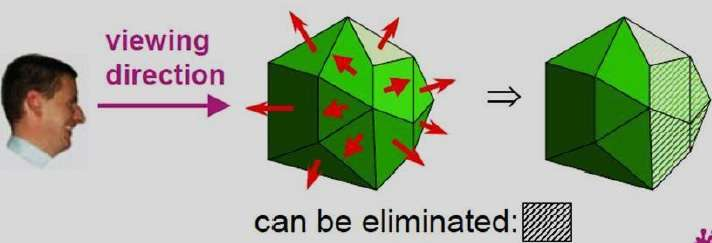 viewing
direction
⇒
can be eliminated: